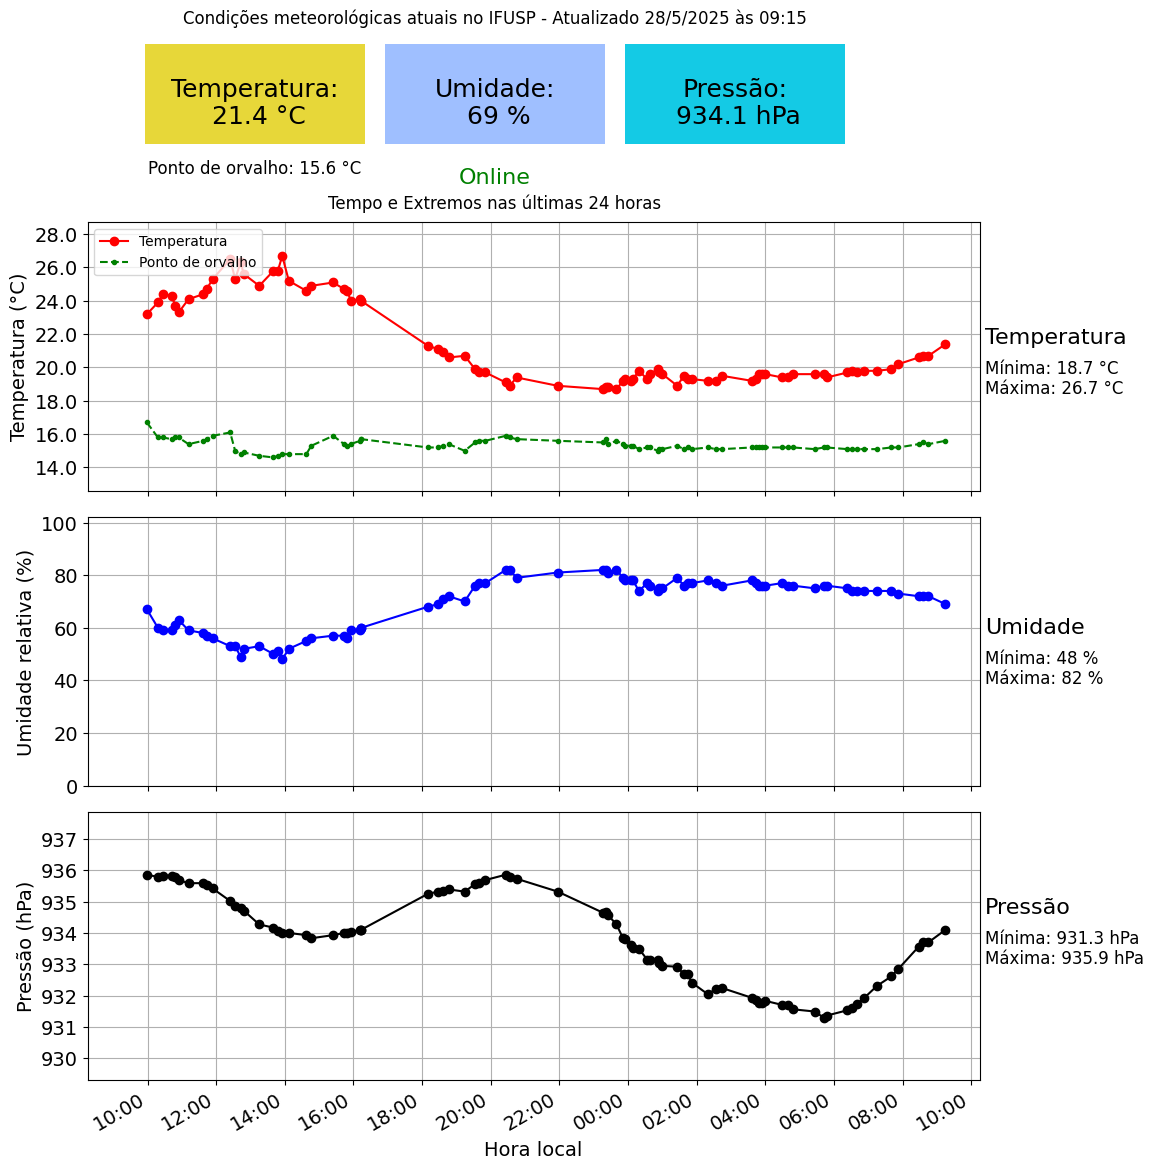 Condições meteorológicas atuais no IFUSP - Atualizado 28/5/2025 às 09:15
Temperatura:
21.4 °C
Umidade:
69 %
Pressão:
934.1 hPa
Ponto de orvalho: 15.6 °C
Online
Tempo e Extremos nas últimas 24 horas
Temperatura (°C)
28.0
26.0
24.0
22.0
20.0
18.0
16.0
14.0
Temperatura
Ponto de orvalho
Temperatura
Mínima: 18.7 °C
Máxima: 26.7 °C
Umidade relativa (%)
100
80
60
40
20
0
Umidade
Mínima: 48 %
Máxima: 82 %
Pressão (hPa)
937
936
935
934
933
932
931
930
Pressão
Mínima: 931.3 hPa
Máxima: 935.9 hPa
10:00 12:00 14:00 16:00 18:00 20:00 22:00 00:00 02:00 04:00 06:00 08:00 10:00
Hora local